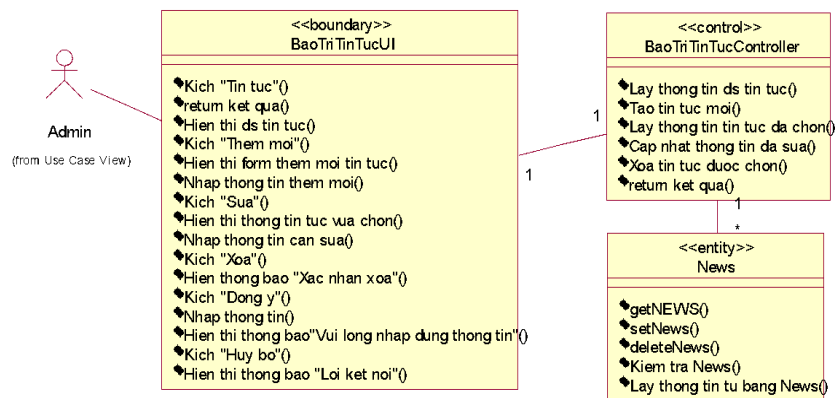 <<boundary>>
BaoTriTinTucUI
Kich "Tin tuc"()
return ket qua()
Hien thi ds tin tuc()
Kich "Them moi"()
Hien thi form them moi tin tuc()
Nhap thong tin them moi()
Kich "Sua"()
Hien thi thong tin tuc vua chon()
Nhap thong tin can sua()
Kich "Xoa"()
Hien thong bao "Xac nhan xoa"()
Kich "Dong y"()
Nhap thong tin()
Hien thi thong bao"Vui long nhap dung thong tin"()
Kich "Huy bo"()
Hien thi thong bao "Loi ket noi"()
Admin
(from Use Case View)
1
1
<<control>>
BaoTriTinTucController
Lay thong tin ds tin tuc()
Tao tin tuc moi()
Lay thong tin tin tuc da chon()
Cap nhat thong tin da sua()
Xoa tin tuc duoc chon()
return ket qua()
1
*
<<entity>>
News
getNEWS()
setNews()
deleteNews()
Kiem tra News()
Lay thong tin tu bang News()